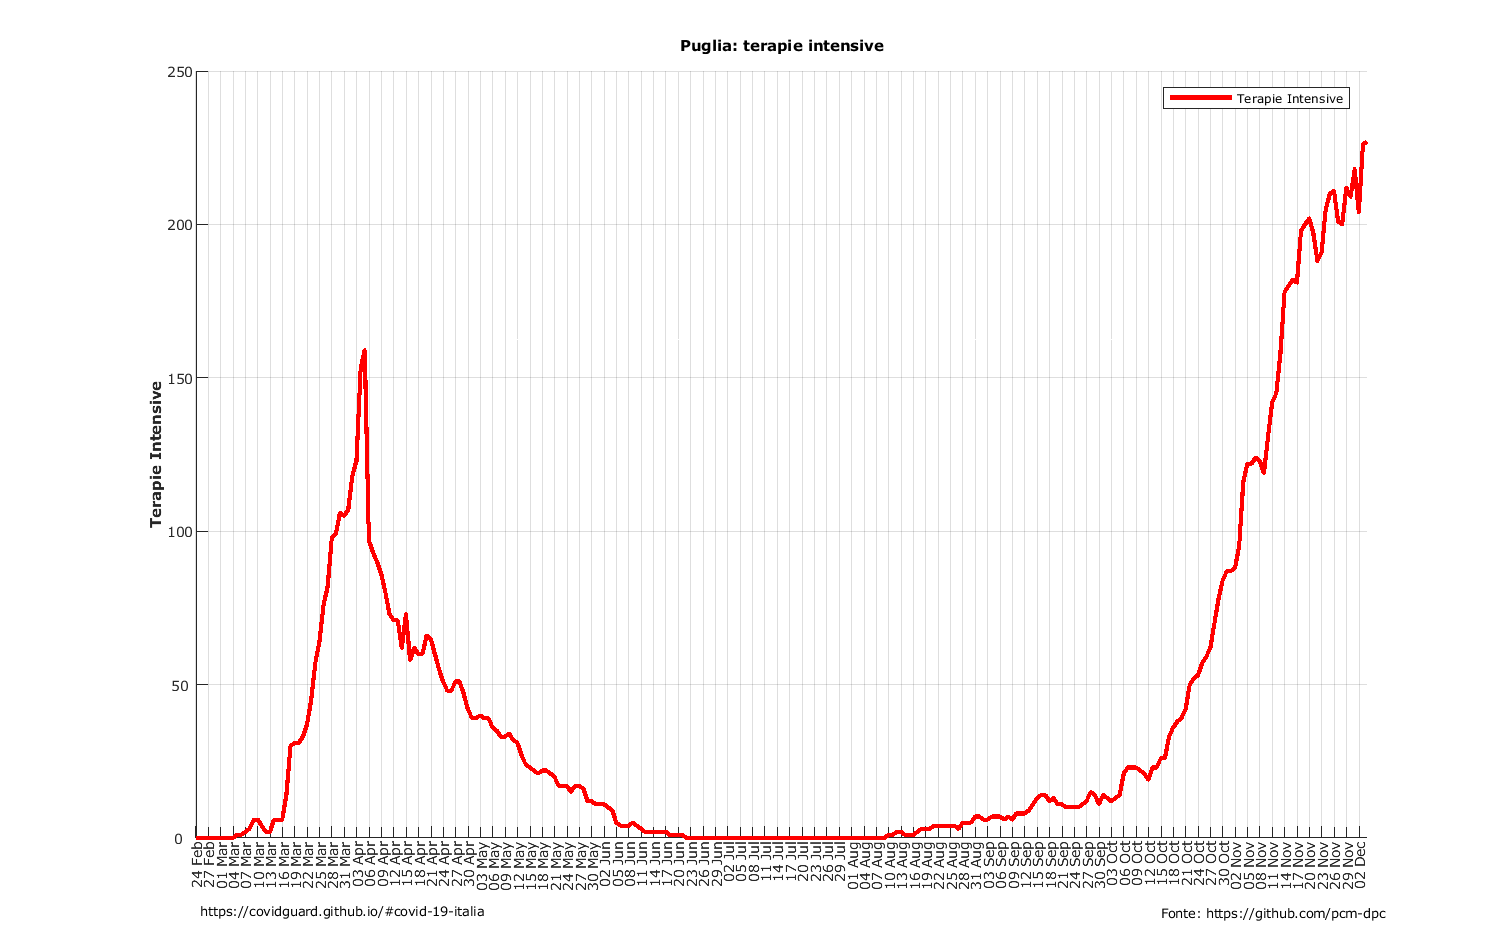 Puglia: terapie intensive
Terapie Intensive
250
200
150
100
50
0
Terapie Intensive
24 Feb
27 Feb
01 Mar
04 Mar
07 Mar
10 Mar
13 Mar
16 Mar
19 Mar
22 Mar
25 Mar
28 Mar
31 Mar
03 Apr
06 Apr
09 Apr
12 Apr
15 Apr
18 Apr
21 Apr
24 Apr
27 Apr
30 Apr
03 May
06 May
09 May
12 May
15 May
18 May
21 May
24 May
27 May
30 May
02 Jun
05 Jun
08 Jun
11 Jun
14 Jun
17 Jun
20 Jun
23 Jun
26 Jun
29 Jun
02 Jul
05 Jul
08 Jul
11 Jul
14 Jul
17 Jul
20 Jul
23 Jul
26 Jul
29 Jul
01 Aug
04 Aug
07 Aug
10 Aug
13 Aug
16 Aug
19 Aug
22 Aug
25 Aug
28 Aug
31 Aug
03 Sep
06 Sep
09 Sep
12 Sep
15 Sep
18 Sep
21 Sep
24 Sep
27 Sep
30 Sep
03 Oct
06 Oct
09 Oct
12 Oct
15 Oct
18 Oct
21 Oct
24 Oct
27 Oct
30 Oct
02 Nov
05 Nov
08 Nov
11 Nov
14 Nov
17 Nov
20 Nov
23 Nov
26 Nov
29 Nov
02 Dec
https://covidguard.github.io/#covid-19-italia
Fonte: https://github.com/pcm-dpc